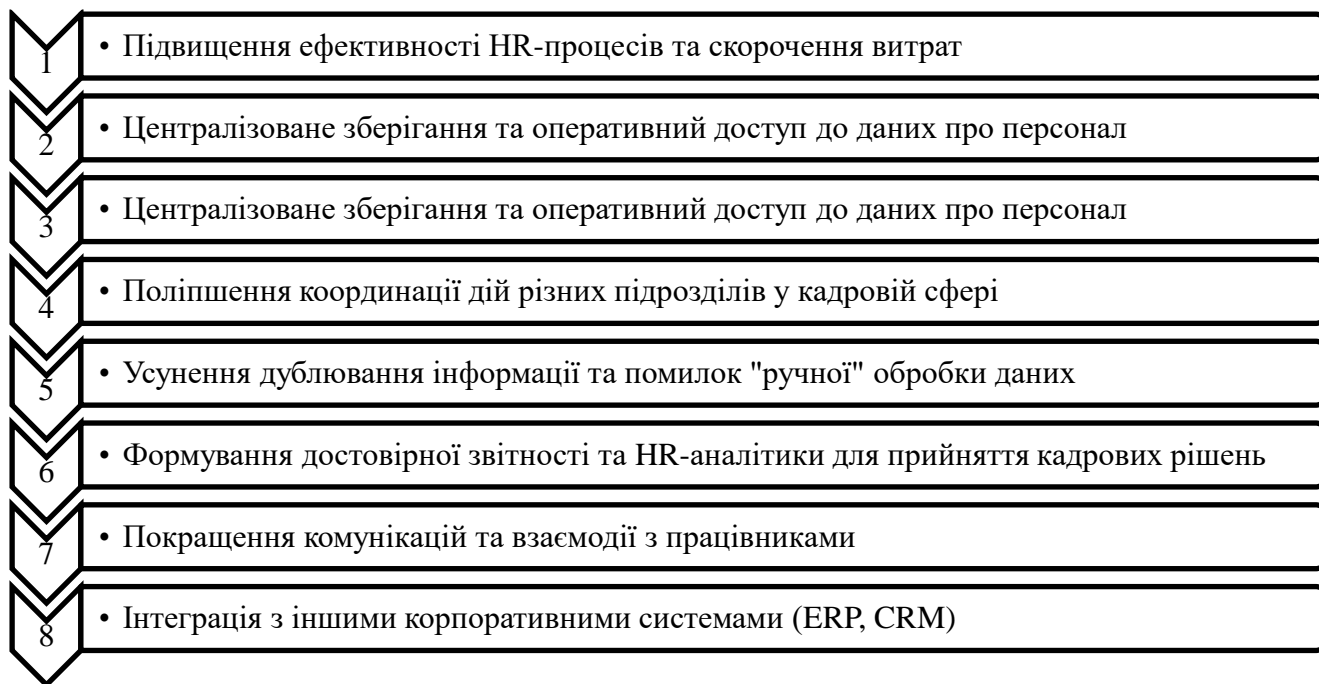 1 • Підвищення ефективності HR-процесів та скорочення витрат
2 • Централізоване зберігання та оперативний доступ до даних про персонал
3 • Централізоване зберігання та оперативний доступ до даних про персонал
4 • Поліпшення координації дій різних підрозділів у кадровій сфері
5 • Усунення дублювання інформації та помилок "ручної" обробки даних
6 • Формування достовірної звітності та HR-аналітики для прийняття кадрових рішень
7 • Покращення комунікацій та взаємодії з працівниками
8 • Інтеграція з іншими корпоративними системами (ERP, CRM)